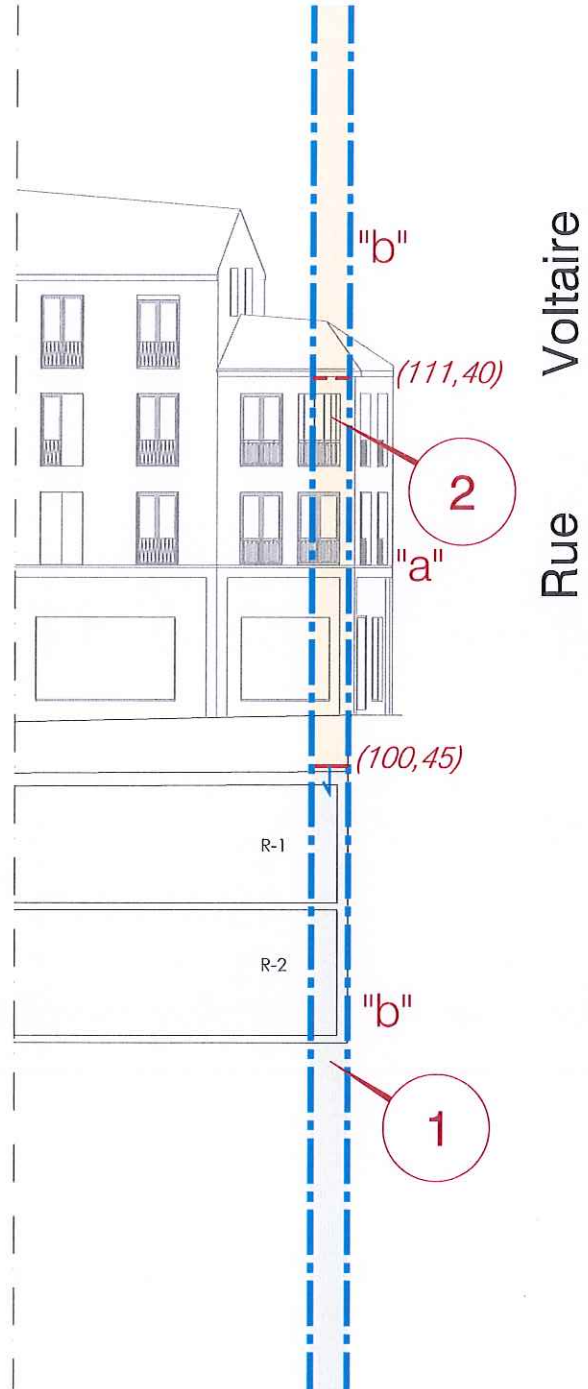 "b"
(111,40)
2
"a"
(100,45)
R-1
R-2
"b"
1
Rue Voltaire